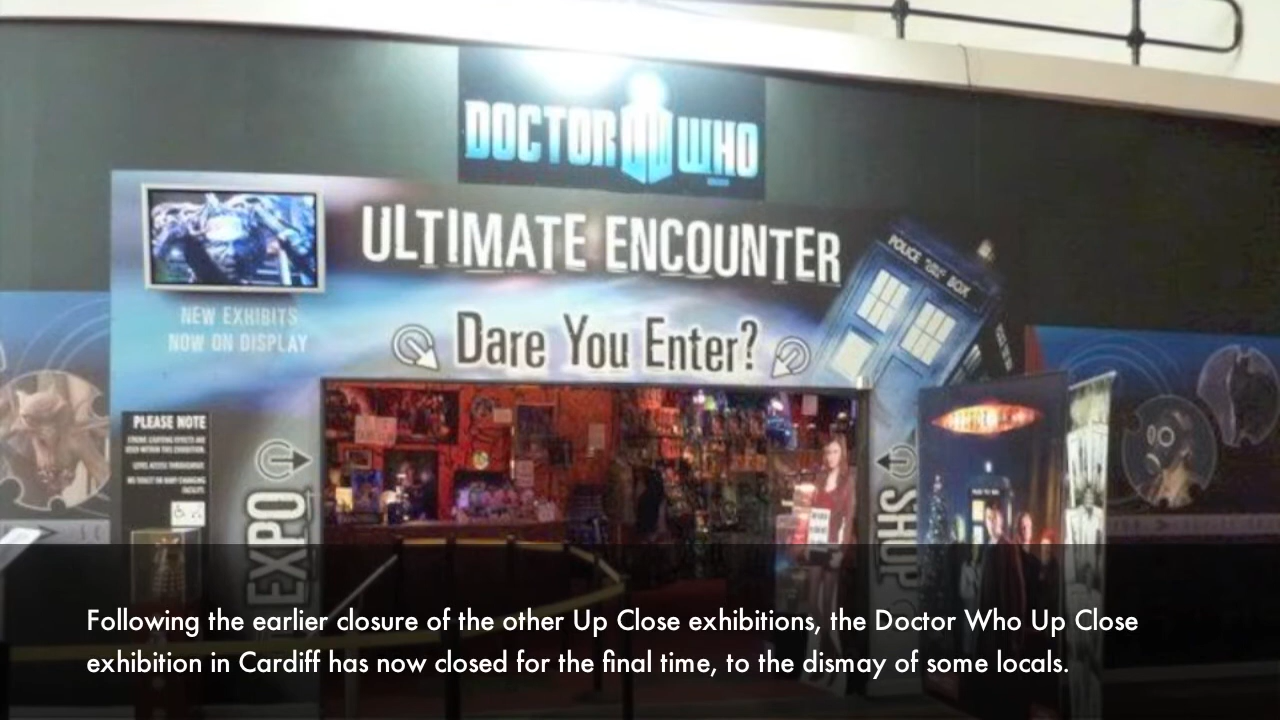 DOCTOR WHO
ULTIMATE ENCOUNTER
POLICE BOX
NEW EXHIBITS
NOW ON DISPLAY
Dare You Enter?
PLEASE NOTE
EXPO
SHOP
Following the earlier closure of the other Up Close exhibitions, the Doctor Who Up Close
exhibition in Cardiff has now closed for the final time, to the dismay of some locals.